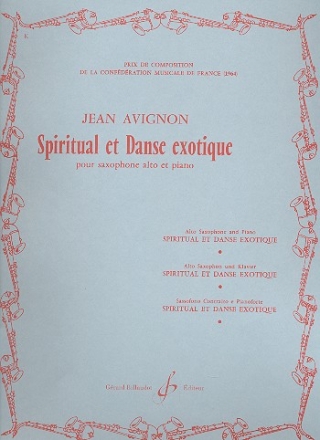 PRIX DE COMPOSITION
DE LA CONFÉDÉRATION MUSICALE DE FRANCE (1964)
JEAN AVIGNON
Spiritual et Danse exotique
pour saxophone alto et piano
Alto Saxophone and Piano
SPIRITUAL ET DANSE EXOTIQUE
Alto Saxophon und Klavier
SPIRITUAL ET DANSE EXOTIQUE
Sassofono Contralto e Pianoforte
SPIRITUAL ET DANSE EXOTIQUE
Gérard Billaudot Éditeur